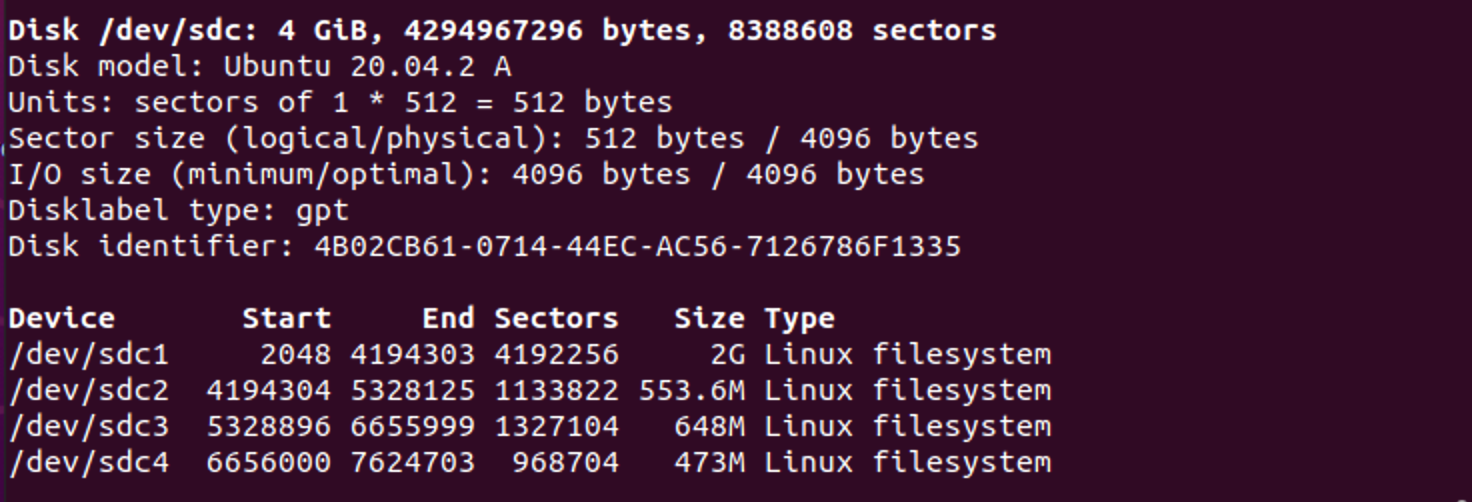 Disk /dev/sdc: 4 GiB, 4294967296 bytes, 8388608 sectors
Disk model: Ubuntu 20.04.2 A
Units: sectors of 1 * 512 = 512 bytes
Sector size (logical/physical): 512 bytes / 4096 bytes
I/O size (minimum/optimal): 4096 bytes / 4096 bytes
Disklabel type: gpt
Disk identifier: 4B02CB61-0714-44EC-AC56-7126786F1335

Device       Start     End Sectors   Size Type
/dev/sdc1     2048 4194303 4192256     2G Linux filesystem
/dev/sdc2  4194304 5328125 1133822 553.6M Linux filesystem
/dev/sdc3  5328896 6655999 1327104   648M Linux filesystem
/dev/sdc4  6656000 7624703  968704   473M Linux filesystem